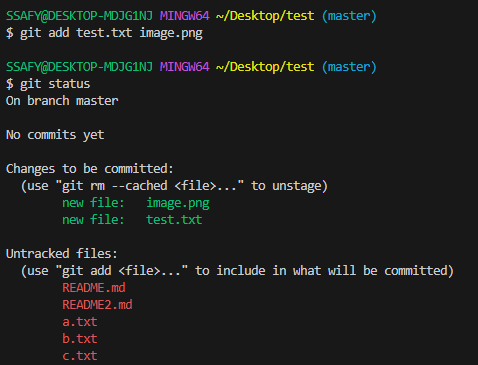 SSAFY@DESKTOP-MDJG1NJ MINGW64 ~/Desktop/test (master)
$ git add test.txt image.png
SSAFY@DESKTOP-MDJG1NJ MINGW64 ~/Desktop/test (master)
$ git status
On branch master
No commits yet
Changes to be committed:
(use "git rm --cached <file>..." to unstage)
new file: image.png
new file: test.txt
Untracked files:
(use "git add <file>..." to include in what will be committed)
README.md
README2.md
a.txt
b.txt
c.txt